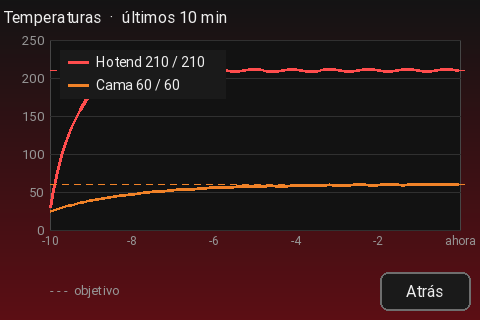 Temperaturas · últimos 10 min
250
Hotend 210 / 210
200
Cama 60 / 60
150
100
50
0
-10 -8 -6 -4 -2 ahora
--- objetivo
Atrás